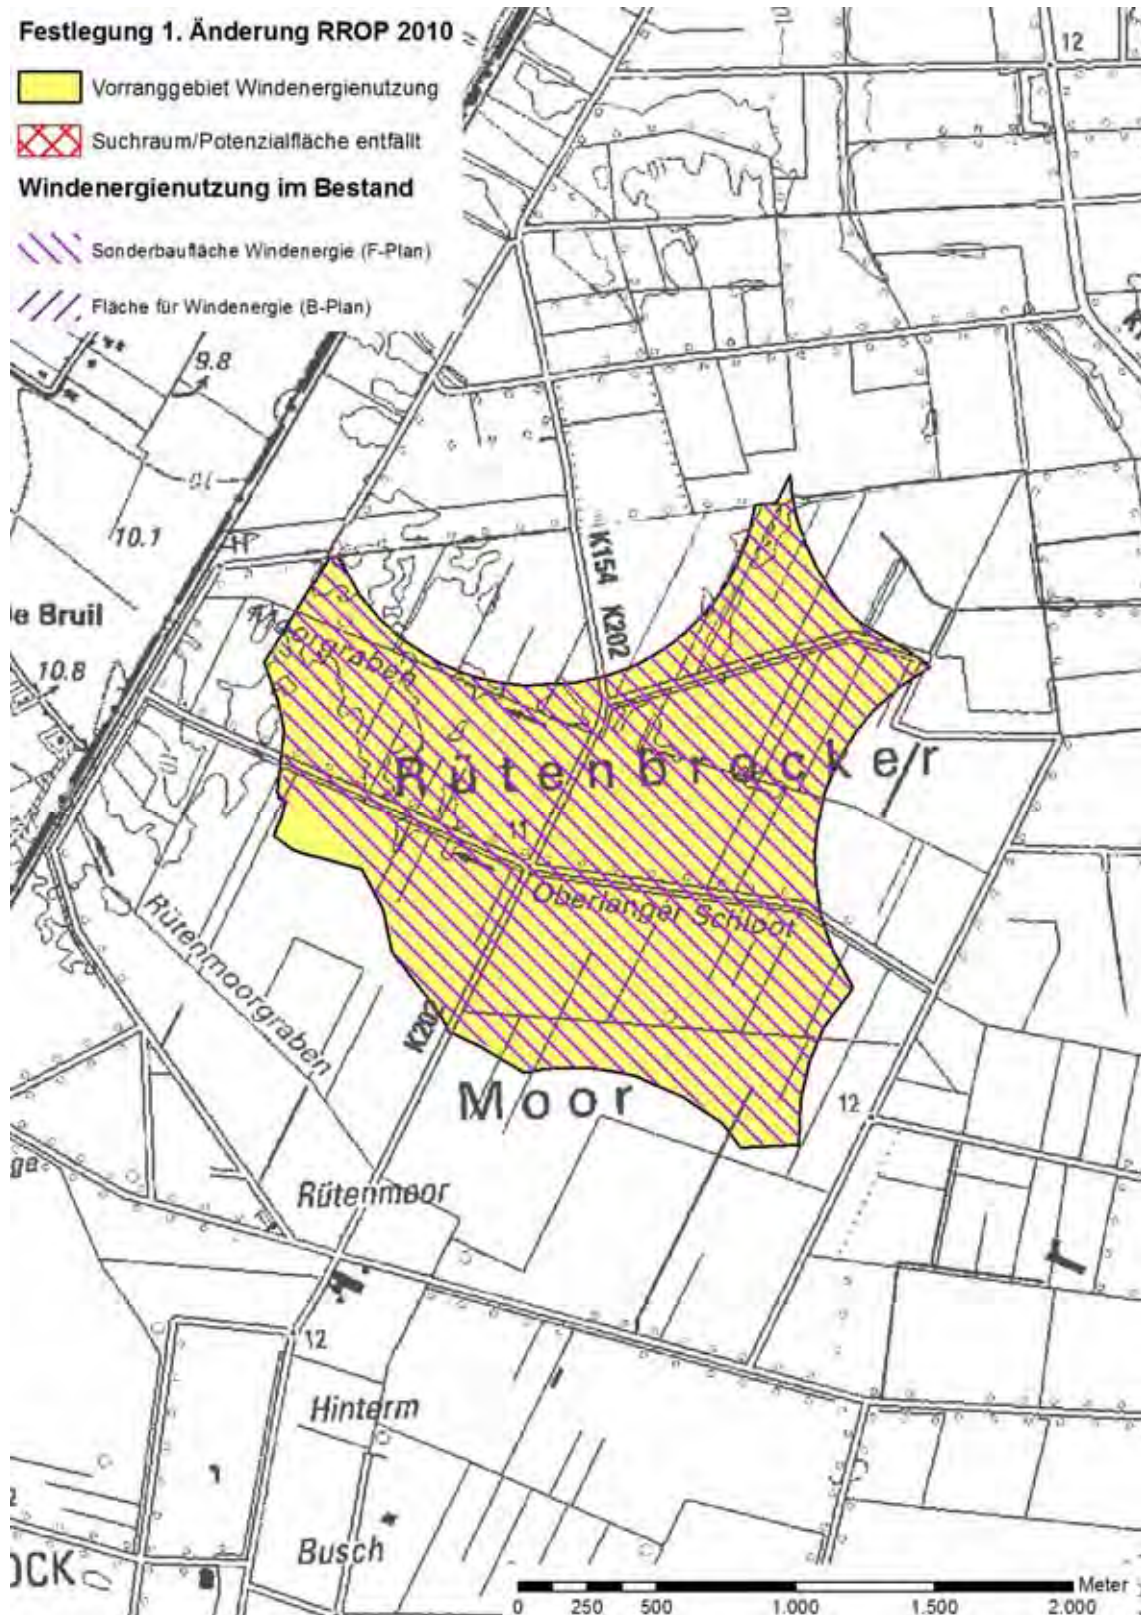 Festlegung 1. Änderung RROP 2010
Vorranggebiet Windenergienutzung
Suchraum/Potenzialfläche entfällt
Windenergienutzung im Bestand
Sonderbaufläche Windenergie (F-Plan)
Fläche für Windenergie (B-Plan)
12
9.8
10.1
K154 K202
Bruil
10.8
Moorgraben
Rütenbrocker
11
Oberlanger Schloot
Rütenmoorgraben
K202
Moor
12
Rütenmoor
12
Hinterm
Busch
Meter
0 250 500 1.000 1.500 2.000